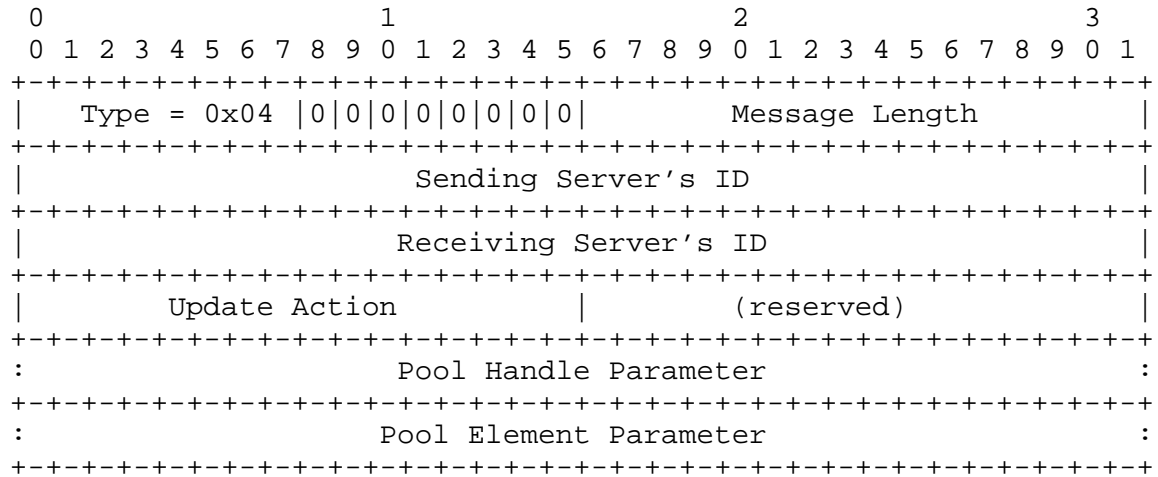 0                   1                   2                   3
 0 1 2 3 4 5 6 7 8 9 0 1 2 3 4 5 6 7 8 9 0 1 2 3 4 5 6 7 8 9 0 1
+-+-+-+-+-+-+-+-+-+-+-+-+-+-+-+-+-+-+-+-+-+-+-+-+-+-+-+-+-+-+-+-+
|   Type = 0x04 |0|0|0|0|0|0|0|0|        Message Length         |
+-+-+-+-+-+-+-+-+-+-+-+-+-+-+-+-+-+-+-+-+-+-+-+-+-+-+-+-+-+-+-+-+
|                      Sending Server’s ID                      |
+-+-+-+-+-+-+-+-+-+-+-+-+-+-+-+-+-+-+-+-+-+-+-+-+-+-+-+-+-+-+-+-+
|                     Receiving Server’s ID                     |
+-+-+-+-+-+-+-+-+-+-+-+-+-+-+-+-+-+-+-+-+-+-+-+-+-+-+-+-+-+-+-+-+
|        Update Action          |        (reserved)             |
+-+-+-+-+-+-+-+-+-+-+-+-+-+-+-+-+-+-+-+-+-+-+-+-+-+-+-+-+-+-+-+-+
:                     Pool Handle Parameter                     :
+-+-+-+-+-+-+-+-+-+-+-+-+-+-+-+-+-+-+-+-+-+-+-+-+-+-+-+-+-+-+-+-+
:                    Pool Element Parameter                     :
+-+-+-+-+-+-+-+-+-+-+-+-+-+-+-+-+-+-+-+-+-+-+-+-+-+-+-+-+-+-+-+-+